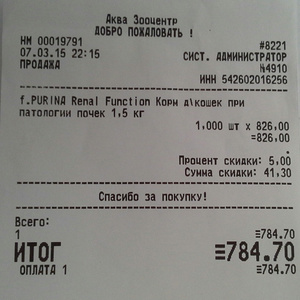 Аква Зооцентр
ДОБРО ПОЖАЛОВАТЬ !
НМ 00019791 #8221
07.03.15 22:15 СИСТ. АДМИНИСТРАТОР
ПРОДАЖА №4910
ИНН 542602016256
f.PURINA Renal Function Корм д\кошек при
патологии почек 1,5 кг
1,000 шт X 826,00
=826,00
.
Процент скидки: 5,00
Сумма скидки: 41,30
Спасибо за покупку!
Всего:
1 ≡784.70
ИТОГ ≡784.70
ОПЛАТА 1 ≡784.70